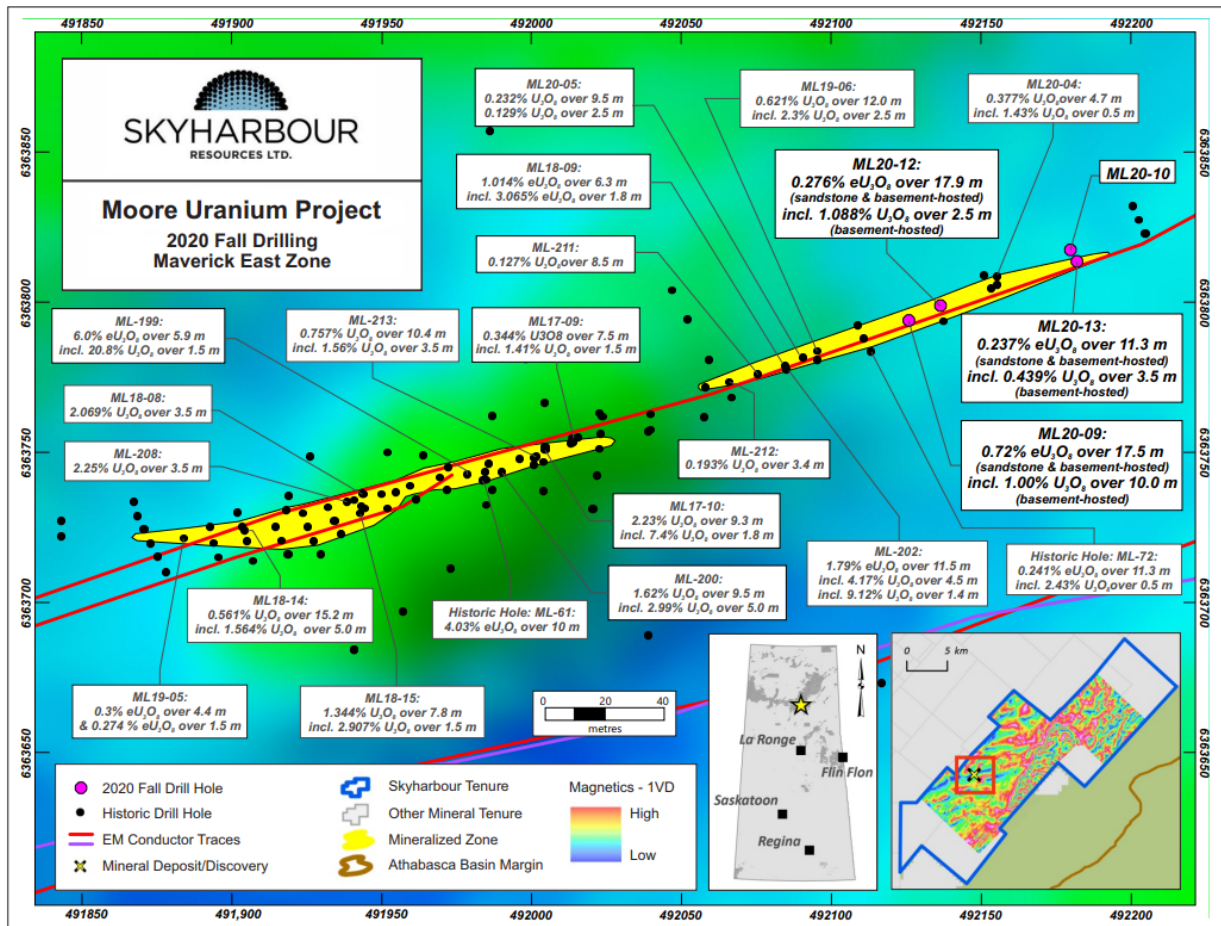 491850 491900 491950 492000 492050 492100 492150 492200
6363850
6363800
6363750
6363700
6363650
SKYHARBOUR
RESOURCES LTD.
Moore Uranium Project
2020 Fall Drilling
Maverick East Zone
ML20-05:
0.232% U₃O₈ over 9.5 m
0.129% U₃O₈ over 2.5 m
ML19-06:
0.621% U₃O₈ over 12.0 m
incl. 2.3% U₃O₈ over 2.5 m
ML20-04:
0.377% U₃O₈over 4.7 m
incl. 1.43% U₃O₈ over 0.5 m
ML18-09:
1.014% eU₃O₈ over 6.3 m
incl. 3.065% eU₃O₈ over 1.8 m
ML20-12:
0.276% eU₃O₈ over 17.9 m
(sandstone & basement-hosted)
incl. 1.088% U₃O₈ over 2.5 m
(basement-hosted)
ML20-10
ML-211:
0.127% U₃O₈over 8.5 m
ML-199:
6.0% eU₃O₈ over 5.9 m
incl. 20.8% U₃O₈ over 1.5 m
ML-213:
0.757% U₃O₈ over 10.4 m
incl. 1.56% U₃O₈ over 3.5 m
ML17-09:
0.344% U3O8 over 7.5 m
incl. 1.41% U₃O₈ over 1.5 m
ML20-13:
0.237% eU₃O₈ over 11.3 m
(sandstone & basement-hosted)
incl. 0.439% U₃O₈ over 3.5 m
(basement-hosted)
ML18-08:
2.069% U₃O₈ over 3.5 m
ML-208:
2.25% U₃O₈ over 3.5 m
ML-212:
0.193% U₃O₈ over 3.4 m
ML20-09:
0.72% U₃O₈ over 17.5 m
(sandstone & basement-hosted)
incl. 1.00% U₃O₈ over 10.0 m
(basement-hosted)
ML17-10:
2.23% U₃O₈ over 9.3 m
incl. 7.4% U₃O₈ over 1.8 m
ML-202:
1.79% eU₃O₈ over 11.5 m
incl. 4.17% U₃O₈ over 4.5 m
incl. 9.12% U₃O₈ over 1.4 m
Historic Hole: ML-72:
0.241% eU₃O₈ over 11.3 m
incl. 2.43% U₃O₈over 0.5 m
ML-200:
1.62% U₃O₈ over 9.5 m
incl. 2.99% U₃O₈ over 5.0 m
ML18-14:
0.561% U₃O₈ over 15.2 m
incl. 1.564% U₃O₈ over 5.0 m
Historic Hole: ML-61:
4.03% eU₃O₈ over 10 m
ML19-05:
0.3% eU₃O₈ over 4.4 m
& 0.274 % eU₃O₈ over 1.5 m
ML18-15:
1.344% U₃O₈ over 7.8 m
incl. 2.907% U₃O₈ over 1.5 m
0 20 40
metres
2020 Fall Drill Hole
Historic Drill Hole
EM Conductor Traces
Mineral Deposit/Discovery
Skyharbour Tenure
Other Mineral Tenure
Mineralized Zone
Athabasca Basin Margin
Magnetics - 1VD
High
Low
N
La Ronge
Flin Flon
Saskatoon
Regina
0 5 km
6363850
6363800
6363750
6363700
6363650
491850 491,900 491950 492000 492050 492100 492150 492200